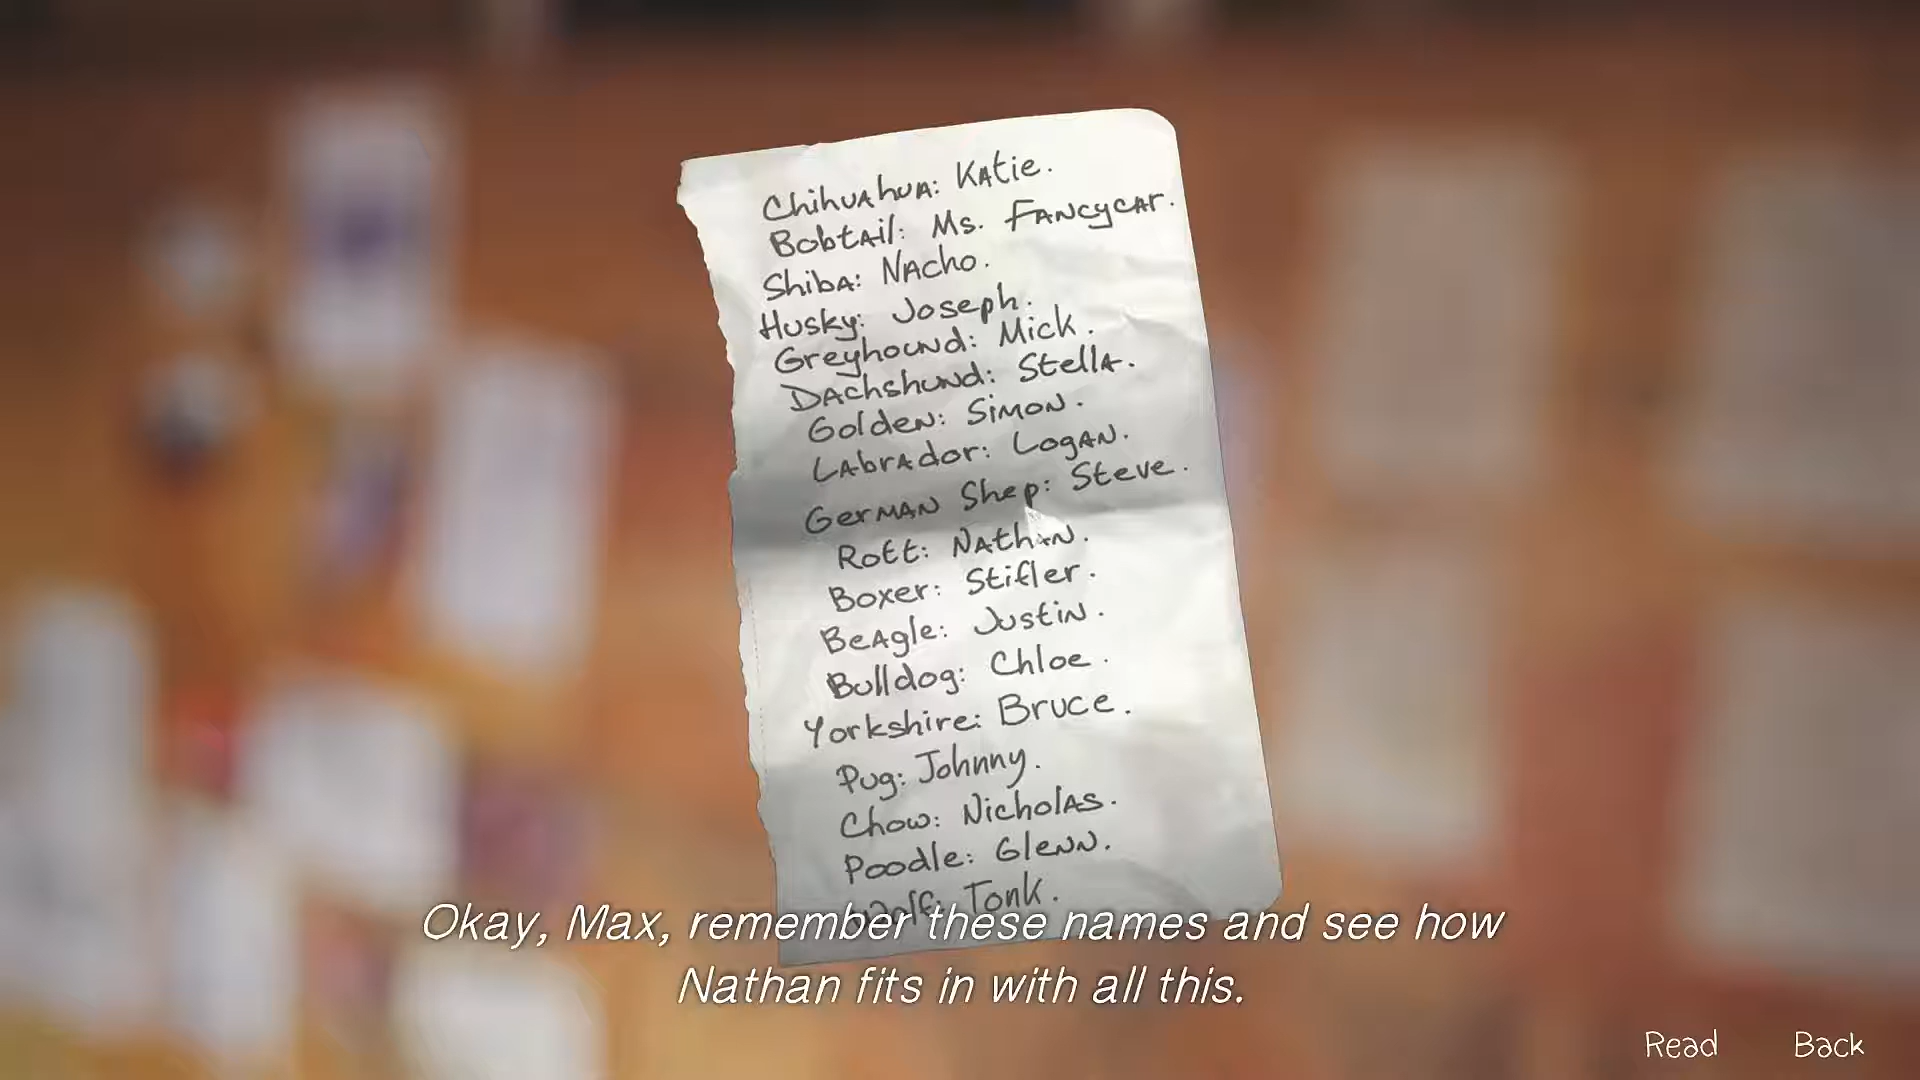 Chihuahua: Katie.
Bobtail: Ms. Fancycar.
Shiba: Nacho.
Husky: Joseph.
Greyhound: Mick.
Dachshund: Stella.
Golden: Simon.
Labrador: Logan.
German Shep: Steve.
Rott: Nathan.
Boxer: Stifler.
Beagle: Justin.
Bulldog: Chloe.
Yorkshire: Bruce.
Pug: Johnny.
Chow: Nicholas.
Poodle: Glenn.
Wolf: Tonk.
Okay, Max, remember these names and see how
Nathan fits in with all this.
Read Back